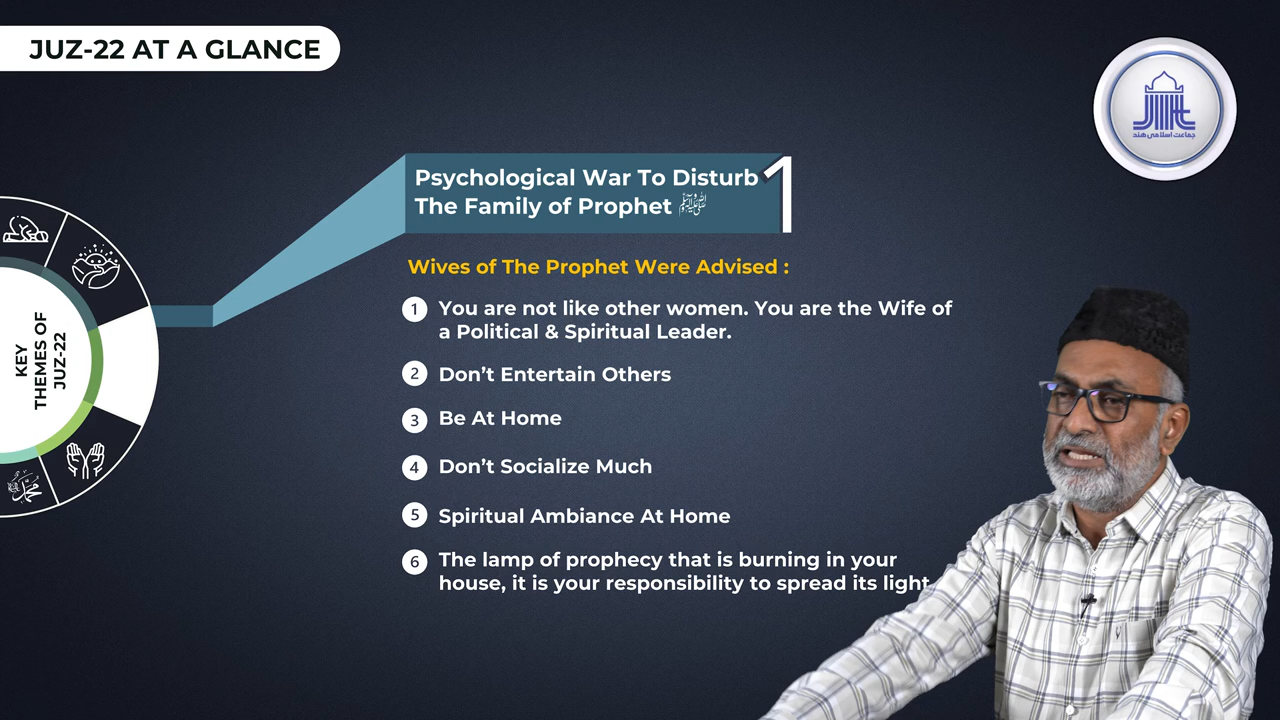 JUZ-22 AT A GLANCE
جماعت اسلامی ہند
Psychological War To Disturb
The Family of Prophet ﷺ
1
Wives of The Prophet Were Advised :
1 You are not like other women. You are the Wife of
a Political & Spiritual Leader.
2 Don’t Entertain Others
3 Be At Home
4 Don’t Socialize Much
5 Spiritual Ambiance At Home
6 The lamp of prophecy that is burning in your
house, it is your responsibility to spread its light
KEY
THEMES OF
JUZ-22
محمد